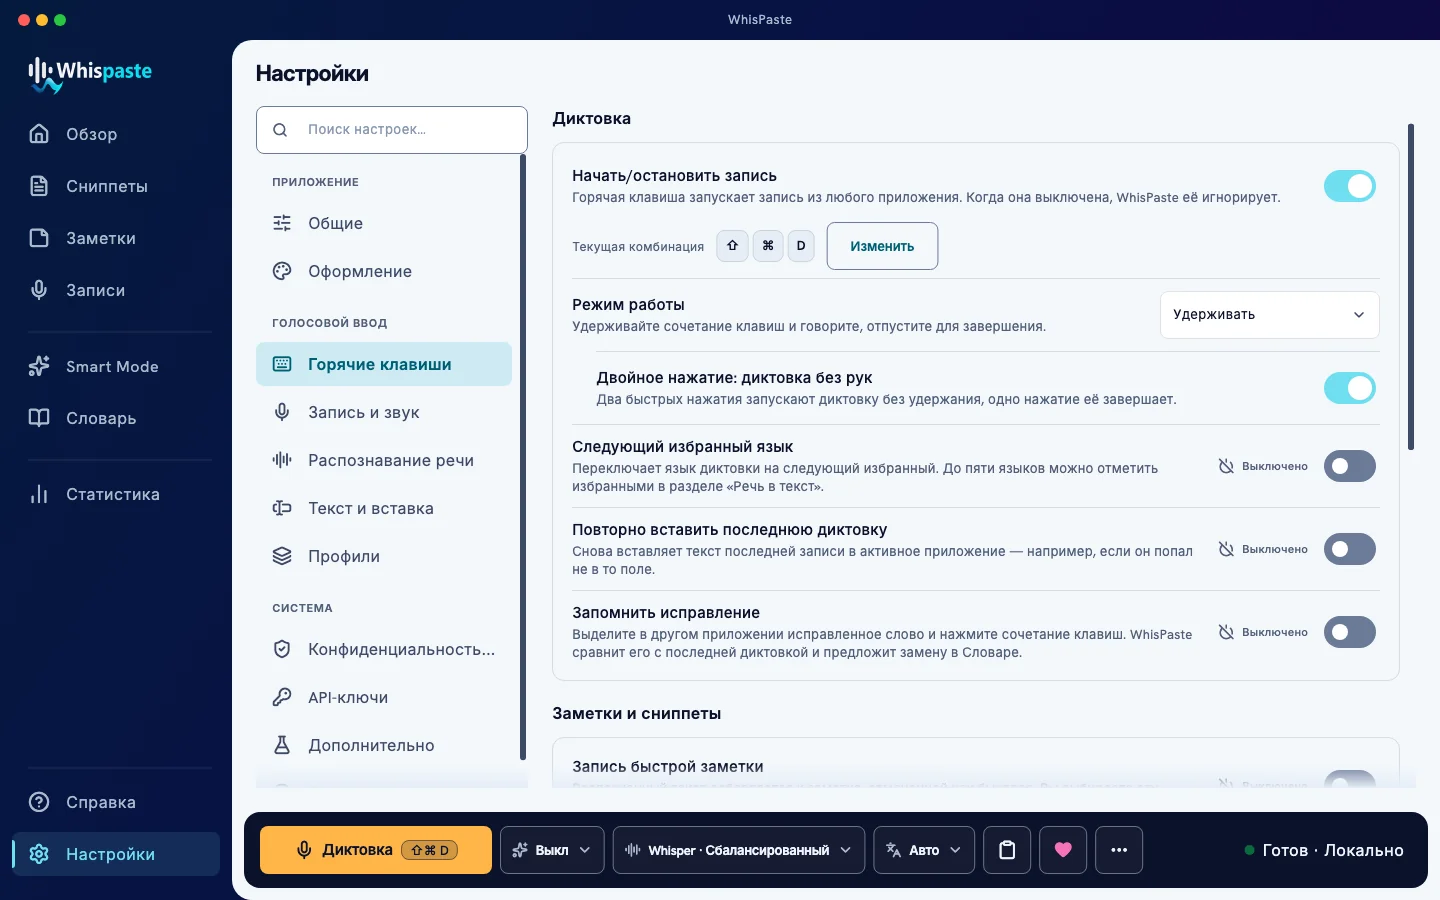 WhisPaste
Whispaste
Обзор
Сниппеты
Заметки
Записи
Smart Mode
Словарь
Статистика
Справка
Настройки
Настройки
Поиск настроек...
ПРИЛОЖЕНИЕ
Общие
Оформление
ГОЛОСОВОЙ ВВОД
Горячие клавиши
Запись и звук
Распознавание речи
Текст и вставка
Профили
СИСТЕМА
Конфиденциальность...
API-ключи
Дополнительно
Диктовка
Начать/остановить запись
Горячая клавиша запускает запись из любого приложения. Когда она выключена, WhisPaste её игнорирует.
Текущая комбинация ⇧ ⌘ D Изменить
Режим работы
Удерживайте сочетание клавиш и говорите, отпустите для завершения.
Удерживать
Двойное нажатие: диктовка без рук
Два быстрых нажатия запускают диктовку без удержания, одно нажатие её завершает.
Следующий избранный язык
Переключает язык диктовки на следующий избранный. До пяти языков можно отметить
избранными в разделе «Речь в текст».
Выключено
Повторно вставить последнюю диктовку
Снова вставляет текст последней записи в активное приложение — например, если он попал
не в то поле.
Выключено
Запомнить исправление
Выделите в другом приложении исправленное слово и нажмите сочетание клавиш. WhisPaste
сравнит его с последней диктовкой и предложит замену в Словаре.
Выключено
Заметки и сниппеты
Запись быстрой заметки
Диктовка ⇧⌘ D
Выкл
Whisper · Сбалансированный
Авто
Готов · Локально